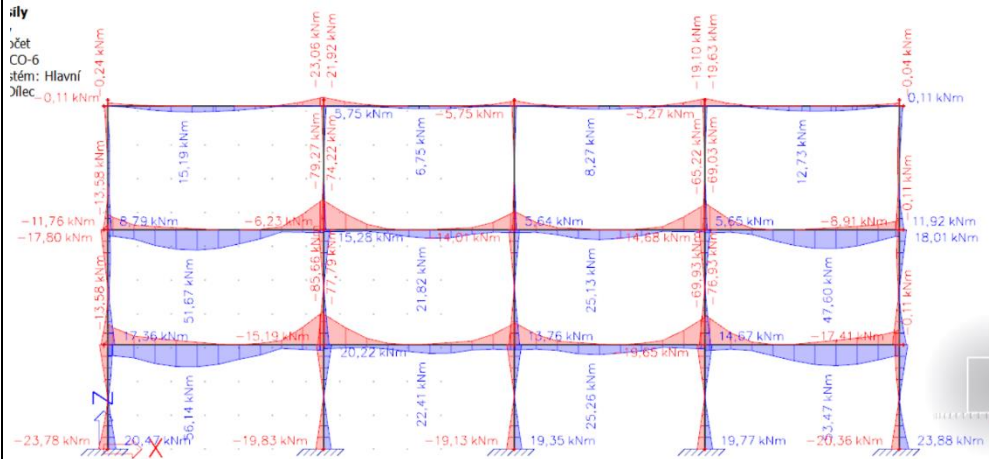 síly
očet
CO-6
stém: Hlavní
Dílec
-0,24 kNm
-23,06 kNm
-21,92 kNm
-19,10 kNm
-19,63 kNm
-0,04 kNm
-0,11 kNm
5,75 kNm
-5,75 kNm
-5,27 kNm
0,11 kNm
15,19 kNm
6,75 kNm
8,27 kNm
12,73 kNm
-13,58 kNm
-79,27 kNm
-74,22 kNm
-65,22 kNm
-69,03 kNm
0,11 kNm
-11,76 kNm
8,79 kNm
-6,23 kNm
5,64 kNm
5,65 kNm
-8,91 kNm
11,92 kNm
-17,80 kNm
15,28 kNm
-14,01 kNm
14,68 kNm
18,01 kNm
-13,58 kNm
51,67 kNm
-85,66 kNm
-77,79 kNm
21,82 kNm
25,13 kNm
-69,93 kNm
-76,93 kNm
47,60 kNm
0,11 kNm
17,36 kNm
-15,19 kNm
13,76 kNm
14,67 kNm
-17,41 kNm
20,22 kNm
-19,65 kNm
56,14 kNm
22,41 kNm
25,26 kNm
53,47 kNm
Z
X
-23,78 kNm
20,47 kNm
-19,83 kNm
-19,13 kNm
19,35 kNm
19,77 kNm
-20,36 kNm
23,88 kNm